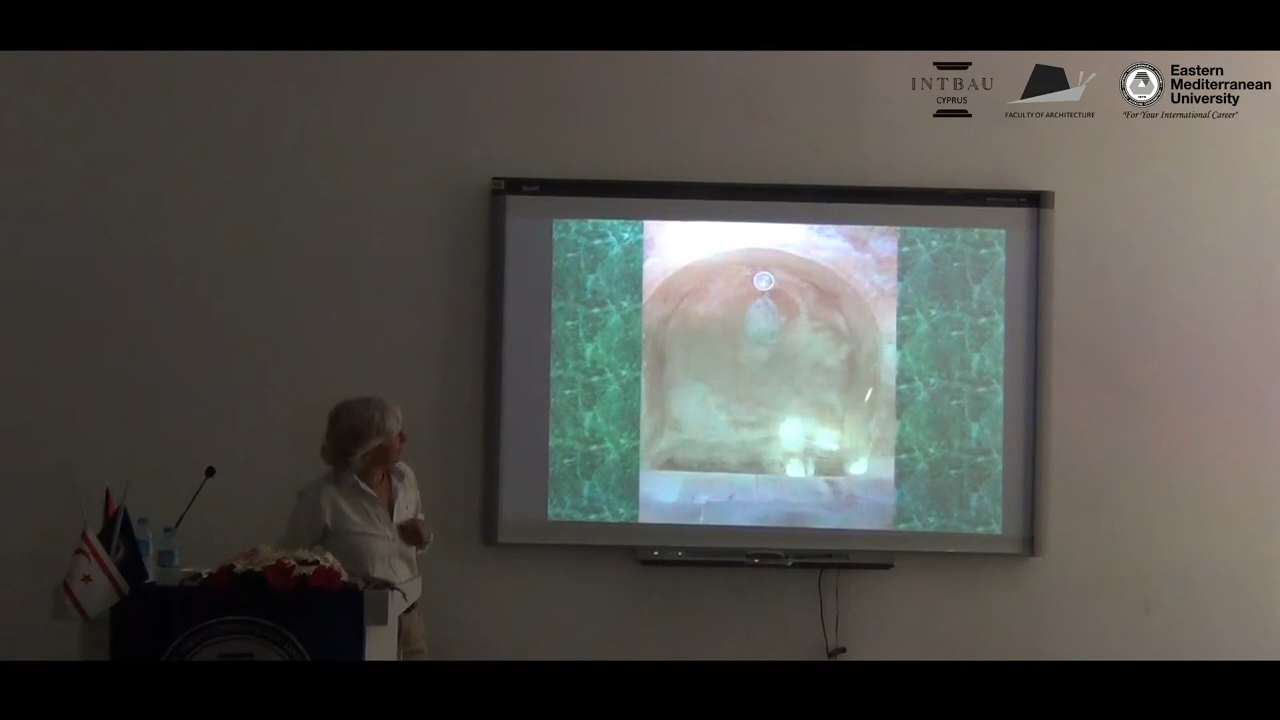 INTBAU
CYPRUS
FACULTY OF ARCHITECTURE
Eastern
Mediterranean
University
"For Your International Career"